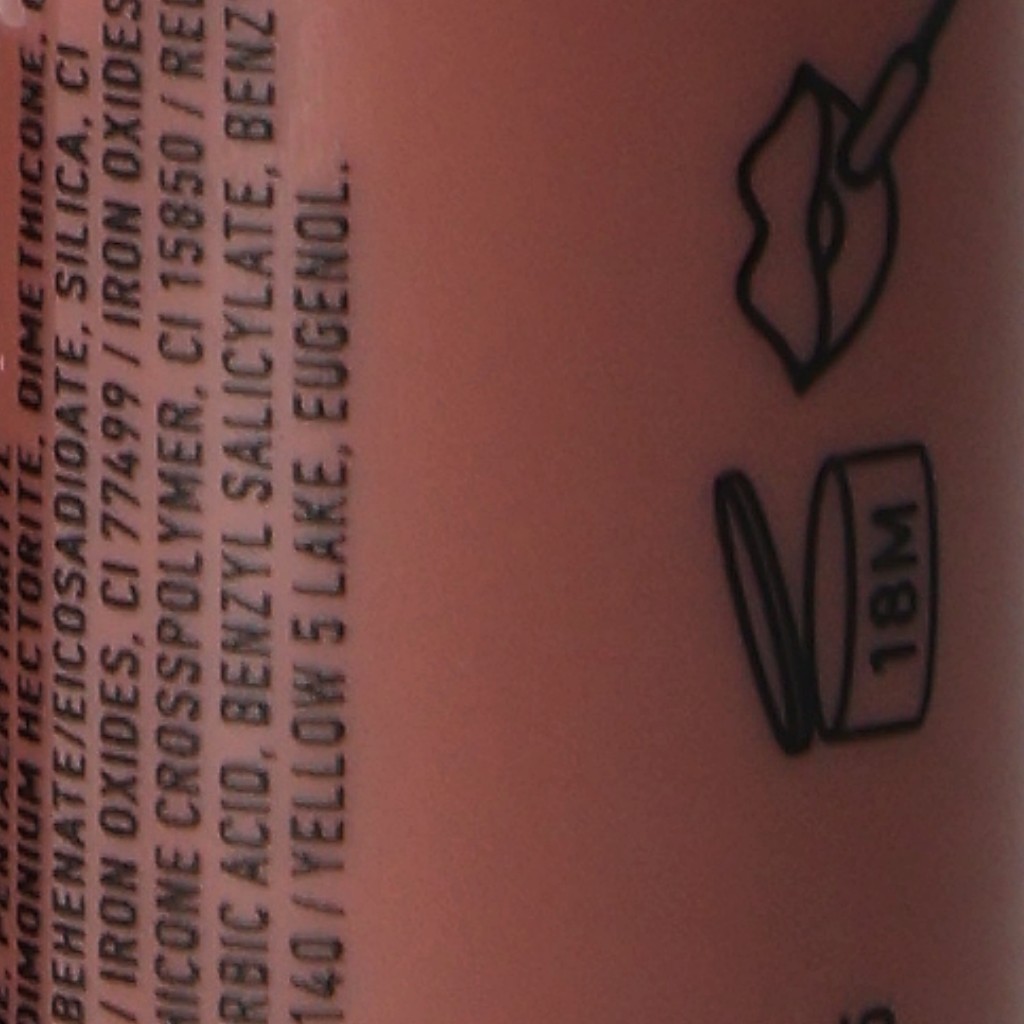 DIMONIUM HECTORITE, DIMETHICONE,
BEHENATE/EICOSADIOATE, SILICA, CI
/ IRON OXIDES, CI 77499 / IRON OXIDES
HICONE CROSSPOLYMER, CI 15850 / RED
RBIC ACID, BENZYL SALICYLATE, BENZ
140 / YELLOW 5 LAKE, EUGENOL.
18M